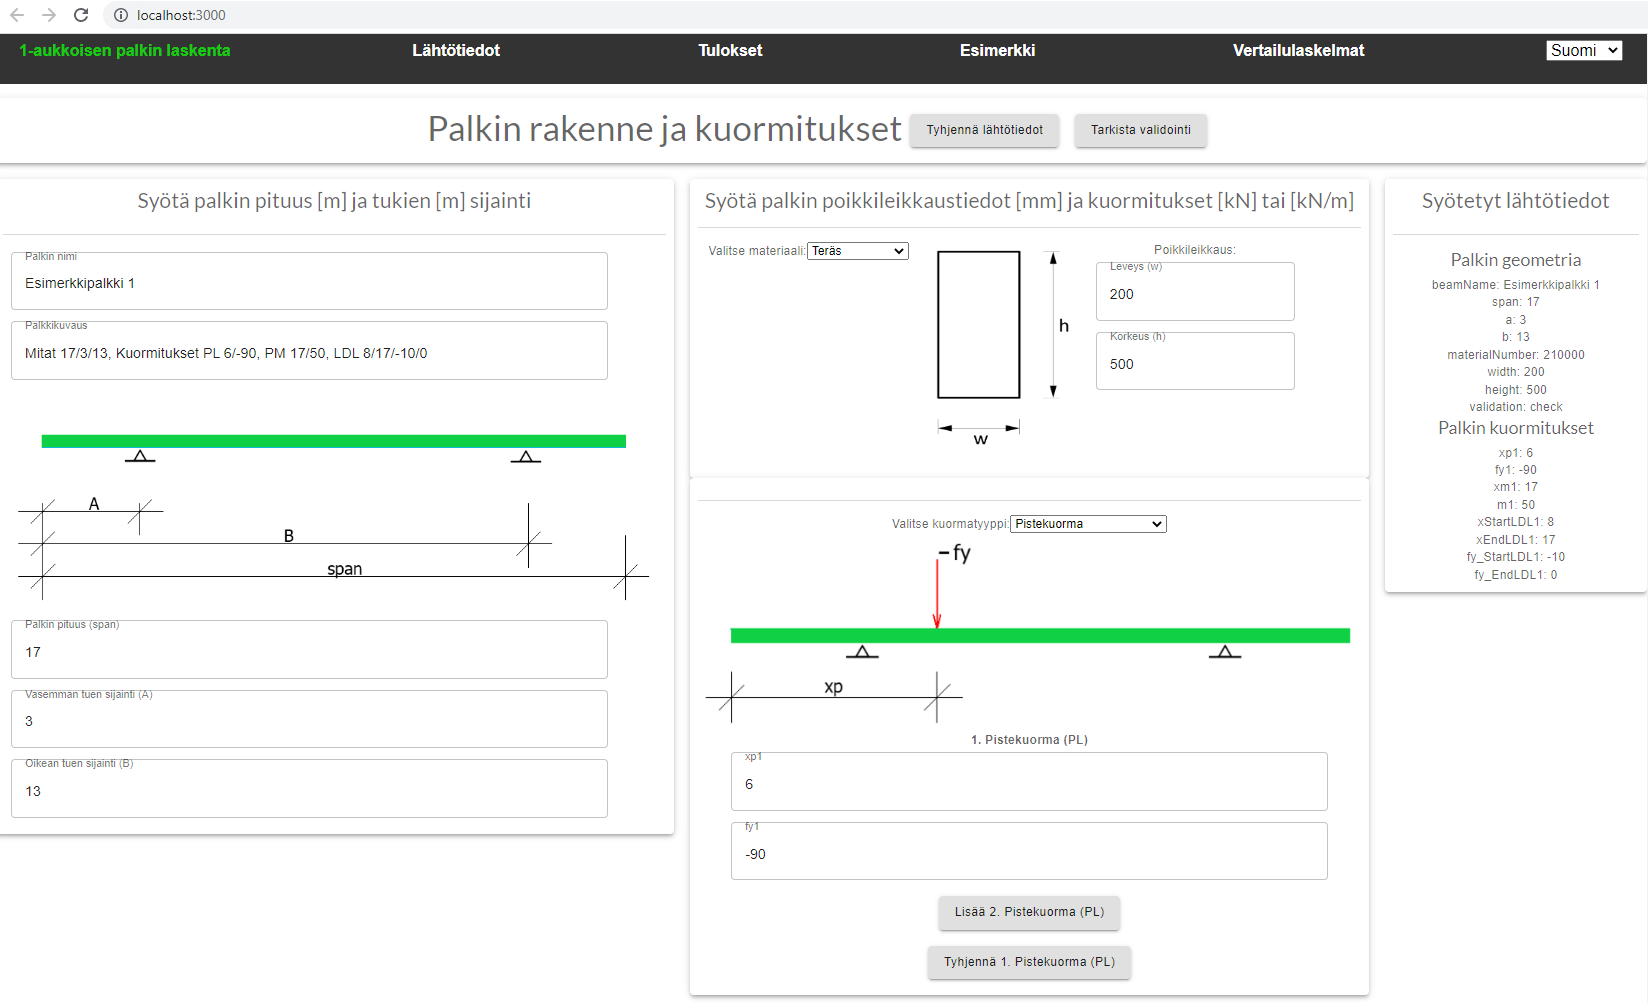 localhost:3000
1-aukkoisen palkin laskenta Lähtötiedot Tulokset Esimerkki Vertailulaskelmat Suomi
Palkin rakenne ja kuormitukset Tyhjennä lähtötiedot Tarkista validointi
Syötä palkin pituus [m] ja tukien [m] sijainti
Palkin nimi
Esimerkkipalkki 1
Palkkikuvaus
Mitat 17/3/13, Kuormitukset PL 6/-90, PM 17/50, LDL 8/17/-10/0
A
B
span
Palkin pituus (span)
17
Vasemman tuen sijainti (A)
3
Oikean tuen sijainti (B)
13
Syötä palkin poikkileikkaustiedot [mm] ja kuormitukset [kN] tai [kN/m]
Valitse materiaali: Teräs
h
w
Poikkileikkaus:
Leveys (w)
200
Korkeus (h)
500
Valitse kuormatyyppi: Pistekuorma
-fy
xp
1. Pistekuorma (PL)
xp1
6
fy1
-90
Lisää 2. Pistekuorma (PL)
Tyhjennä 1. Pistekuorma (PL)
Syötetyt lähtötiedot
Palkin geometria
beamName: Esimerkkipalkki 1
span: 17
a: 3
b: 13
materialNumber: 210000
width: 200
height: 500
validation: check
Palkin kuormitukset
xp1: 6
fy1: -90
xm1: 17
m1: 50
xStartLDL1: 8
xEndLDL1: 17
fy_StartLDL1: -10
fy_EndLDL1: 0